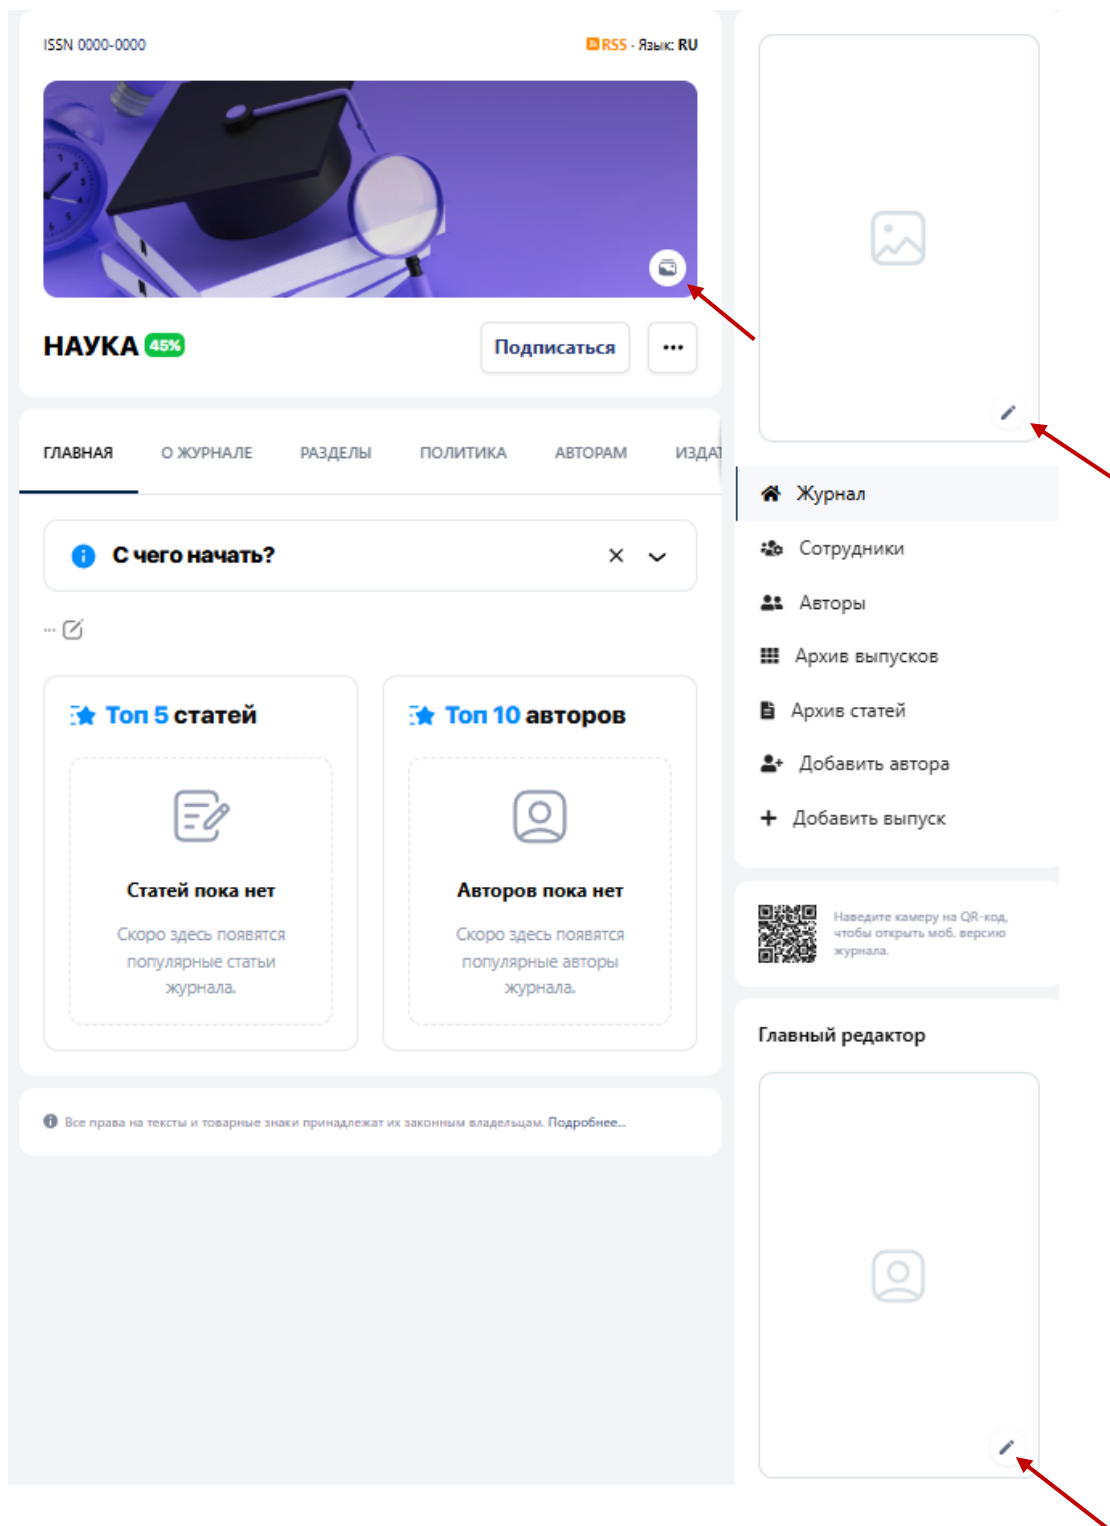 ISSN 0000-0000
RSS - Язык: RU
НАУКА 45%
Подписаться
ГЛАВНАЯ О ЖУРНАЛЕ РАЗДЕЛЫ ПОЛИТИКА АВТОРАМ ИЗДАТ
С чего начать?
...
Топ 5 статей
Статей пока нет
Скоро здесь появятся
популярные статьи
журнала.
Топ 10 авторов
Авторов пока нет
Скоро здесь появятся
популярные авторы
журнала.
Все права на тексты и товарные знаки принадлежат их законным владельцам. Подробнее...
Журнал
Сотрудники
Авторы
Архив выпусков
Архив статей
Добавить автора
Добавить выпуск
Наведите камеру на QR-код,
чтобы открыть моб. версию
журнала.
Главный редактор